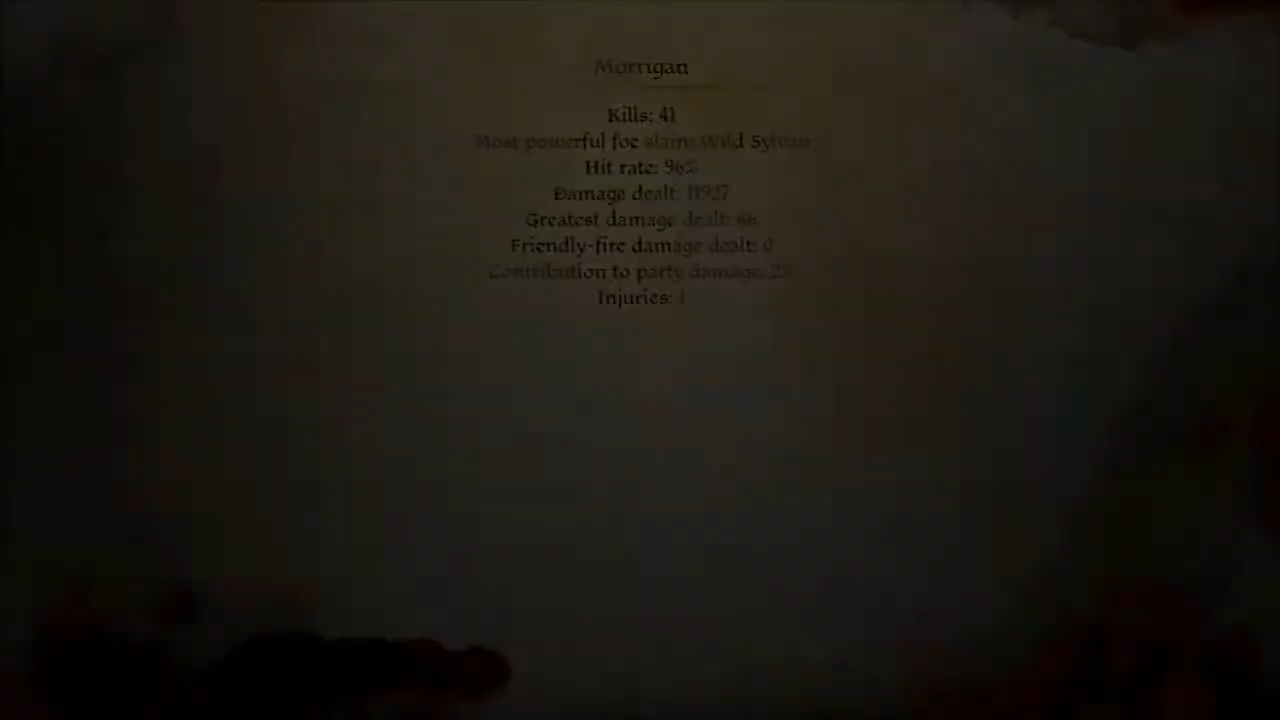 Morrigan
Kills: 41
Most powerful foe slain: Wild Sylvan
Hit rate: 96%
Damage dealt: 11927
Greatest damage dealt: 66
Friendly-fire damage dealt: 0
Contribution to party damage:
Injuries: 1